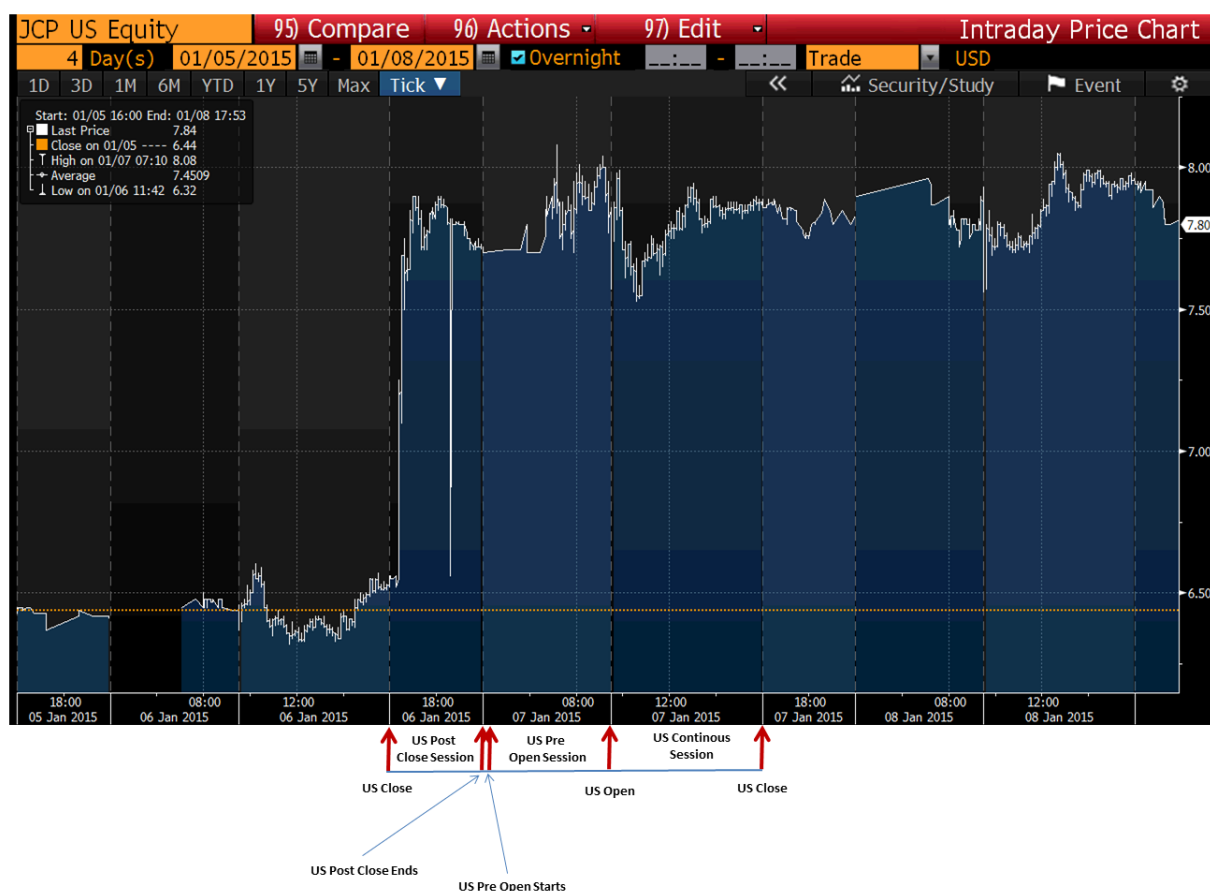 JCP US Equity 95) Compare 96) Actions 97) Edit Intraday Price Chart
4 Day(s) 01/05/2015 - 01/08/2015 Overnight __:__ - __:__ Trade USD
1D 3D 1M 6M YTD 1Y 5Y Max Tick ▼ « Security/Study Event
Start: 01/05 16:00 End: 01/08 17:53
Last Price 7.84
Close on 01/05 ---- 6.44
High on 01/07 07:10 8.08
Average 7.4509
Low on 01/06 11:42 6.32
8.00
7.80
7.50
7.00
6.50
18:00 08:00 12:00 18:00 08:00 12:00 18:00 08:00 12:00
05 Jan 2015 06 Jan 2015 06 Jan 2015 06 Jan 2015 07 Jan 2015 07 Jan 2015 07 Jan 2015 08 Jan 2015 08 Jan 2015
US Post
Close Session
US Pre
Open Session
US Continous
Session
US Close
US Open
US Close
US Post Close Ends
US Pre Open Starts